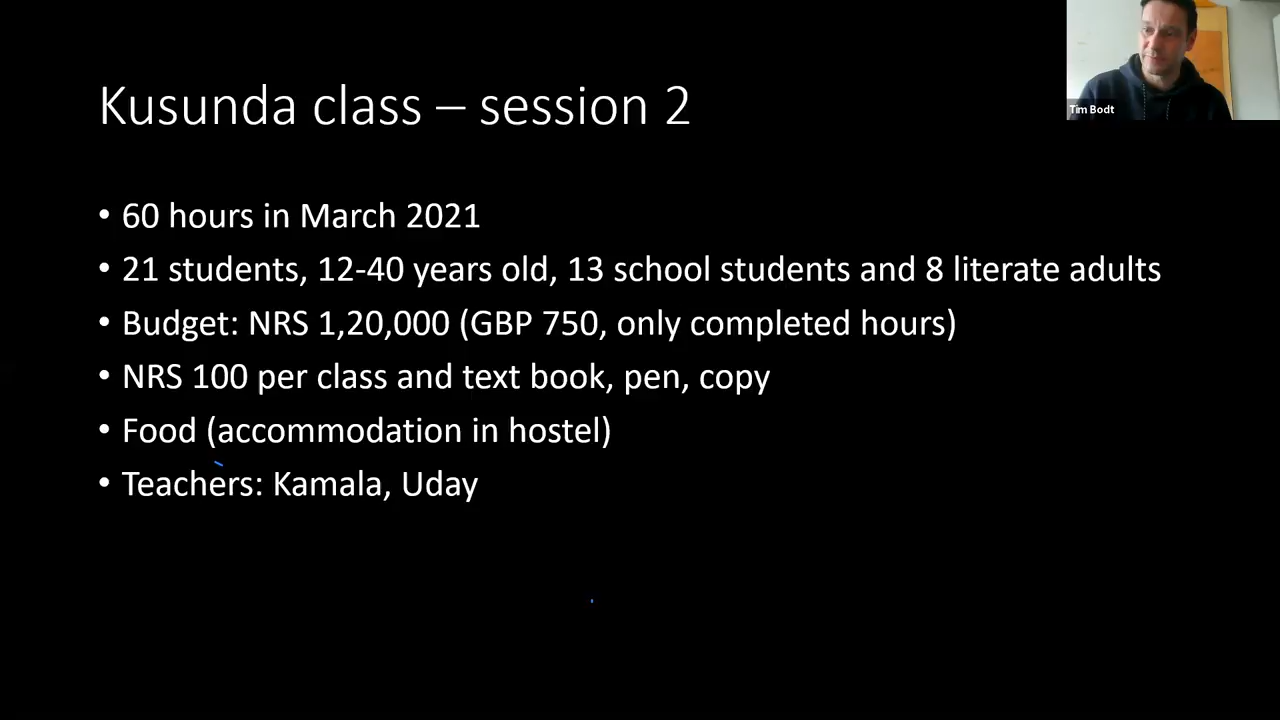 Kusunda class – session 2
Tim Bodt
• 60 hours in March 2021
• 21 students, 12-40 years old, 13 school students and 8 literate adults
• Budget: NRS 1,20,000 (GBP 750, only completed hours)
• NRS 100 per class and text book, pen, copy
• Food (accommodation in hostel)
• Teachers: Kamala, Uday